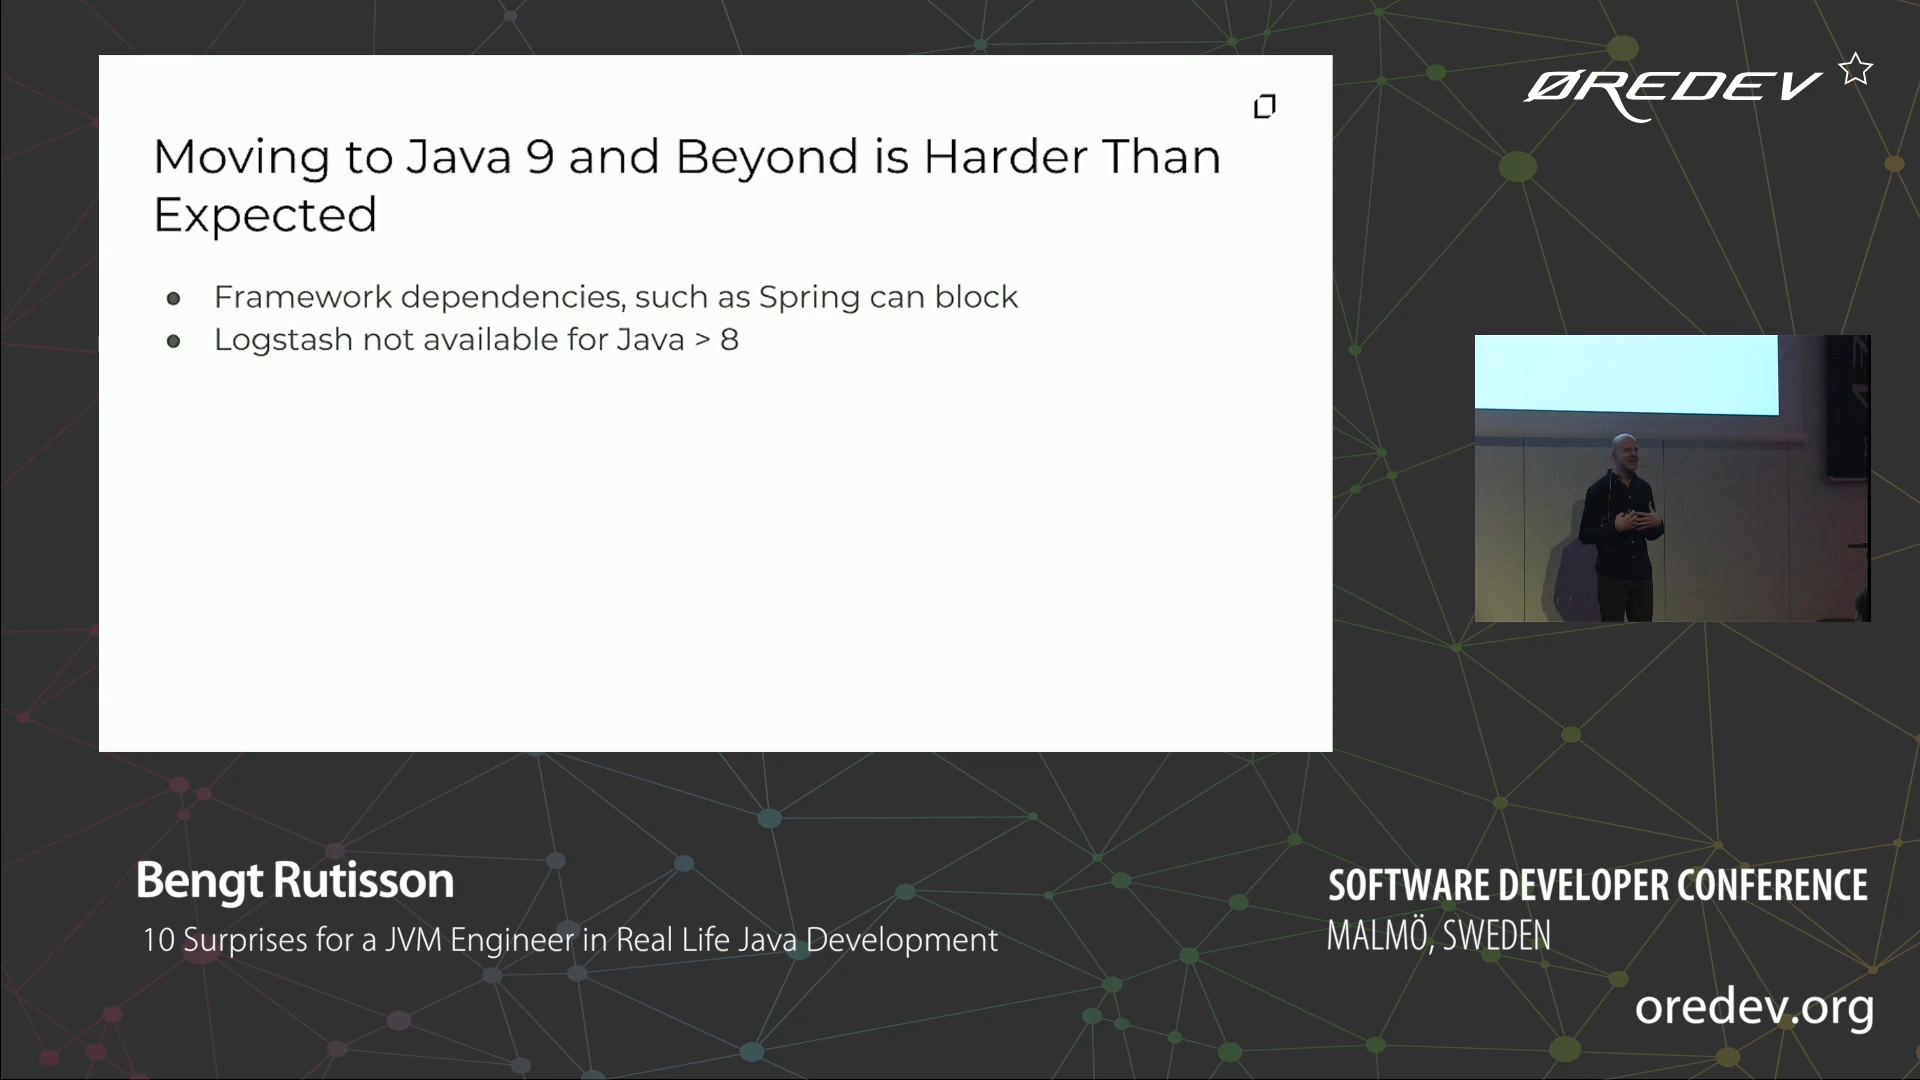 ØREDEV
Moving to Java 9 and Beyond is Harder Than
Expected
● Framework dependencies, such as Spring can block
● Logstash not available for Java > 8
Bengt Rutisson
10 Surprises for a JVM Engineer in Real Life Java Development
SOFTWARE DEVELOPER CONFERENCE
MALMÖ, SWEDEN
oredev.org